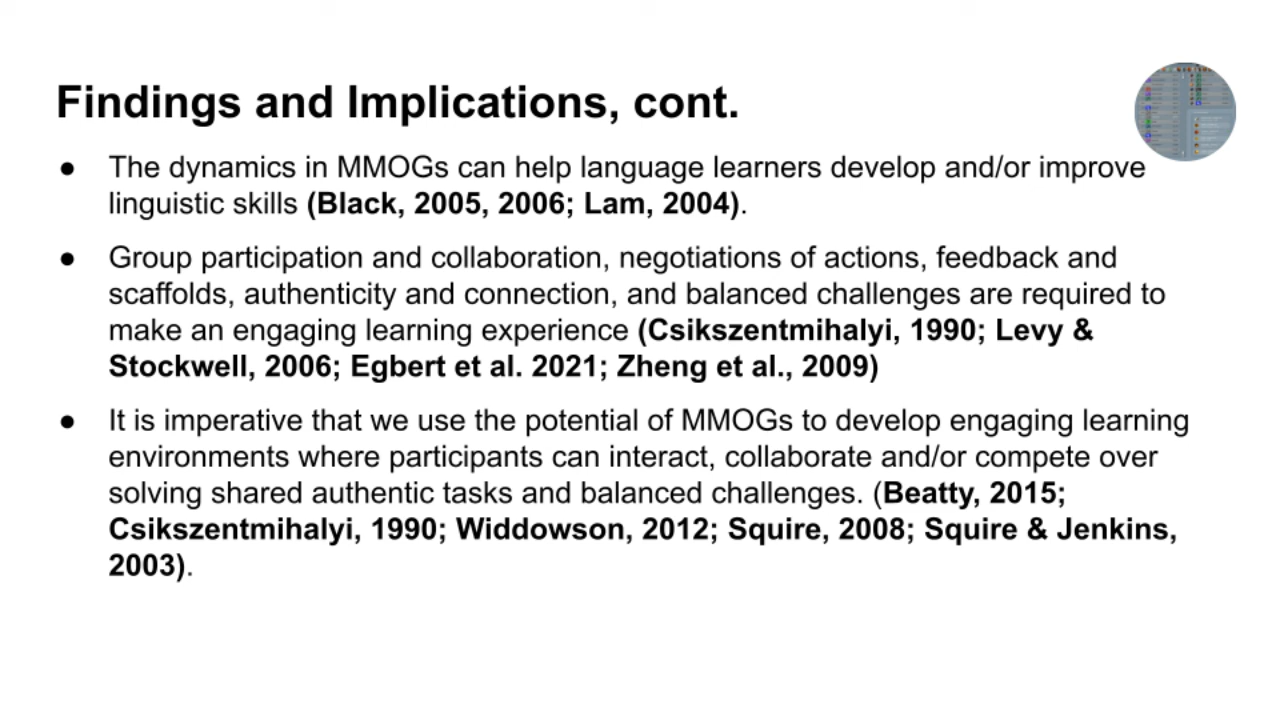 Findings and Implications, cont.
● The dynamics in MMOGs can help language learners develop and/or improve
linguistic skills (Black, 2005, 2006; Lam, 2004).
● Group participation and collaboration, negotiations of actions, feedback and
scaffolds, authenticity and connection, and balanced challenges are required to
make an engaging learning experience (Csikszentmihalyi, 1990; Levy &
Stockwell, 2006; Egbert et al. 2021; Zheng et al., 2009)
● It is imperative that we use the potential of MMOGs to develop engaging learning
environments where participants can interact, collaborate and/or compete over
solving shared authentic tasks and balanced challenges. (Beatty, 2015;
Csikszentmihalyi, 1990; Widdowson, 2012; Squire, 2008; Squire & Jenkins,
2003).